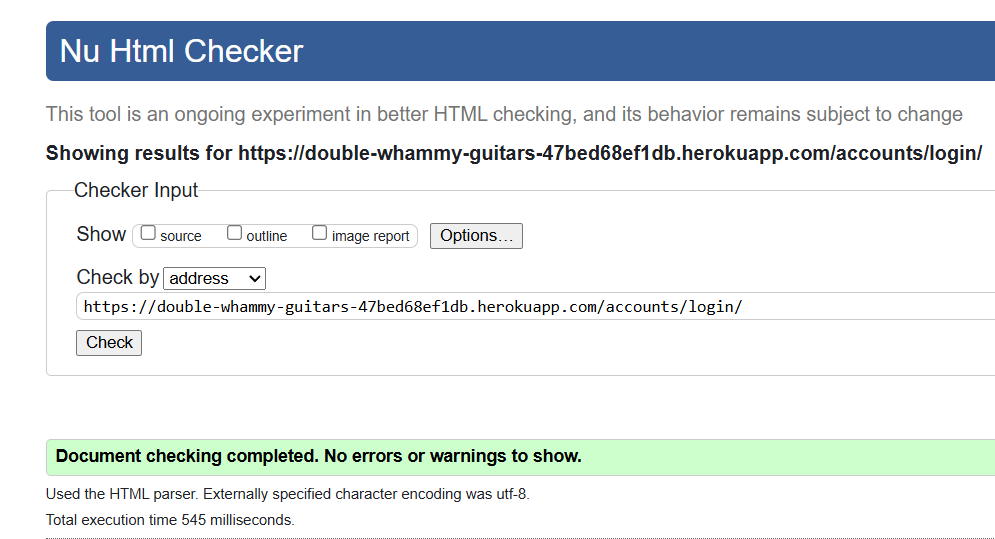 Nu Html Checker
This tool is an ongoing experiment in better HTML checking, and its behavior remains subject to change
Showing results for https://double-whammy-guitars-47bed68ef1db.herokuapp.com/accounts/login/
Checker Input
Show source outline image report Options...
Check by address
https://double-whammy-guitars-47bed68ef1db.herokuapp.com/accounts/login/
Check
Document checking completed. No errors or warnings to show.
Used the HTML parser. Externally specified character encoding was utf-8.
Total execution time 545 milliseconds.